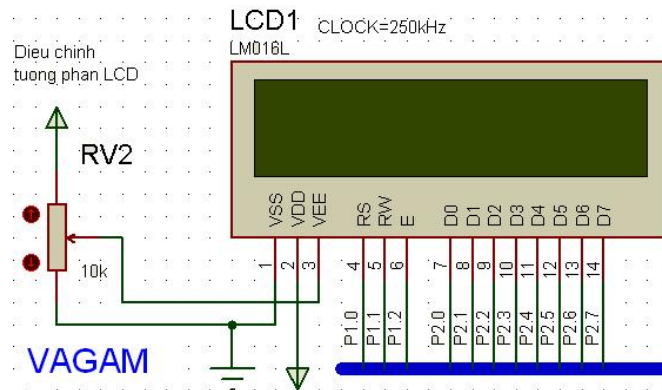 LCD1 CLOCK=250kHz
LM016L
Dieu chinh
tuong phan LCD
RV2
10k
VSS
VDD
VEE
RS
RW
E
D0
D1
D2
D3
D4
D5
D6
D7
1
2
3
4
5
6
7
8
9
10
11
12
13
14
P1.0
P1.1
P1.2
P2.0
P2.1
P2.2
P2.3
P2.4
P2.5
P2.6
P2.7
VAGAM